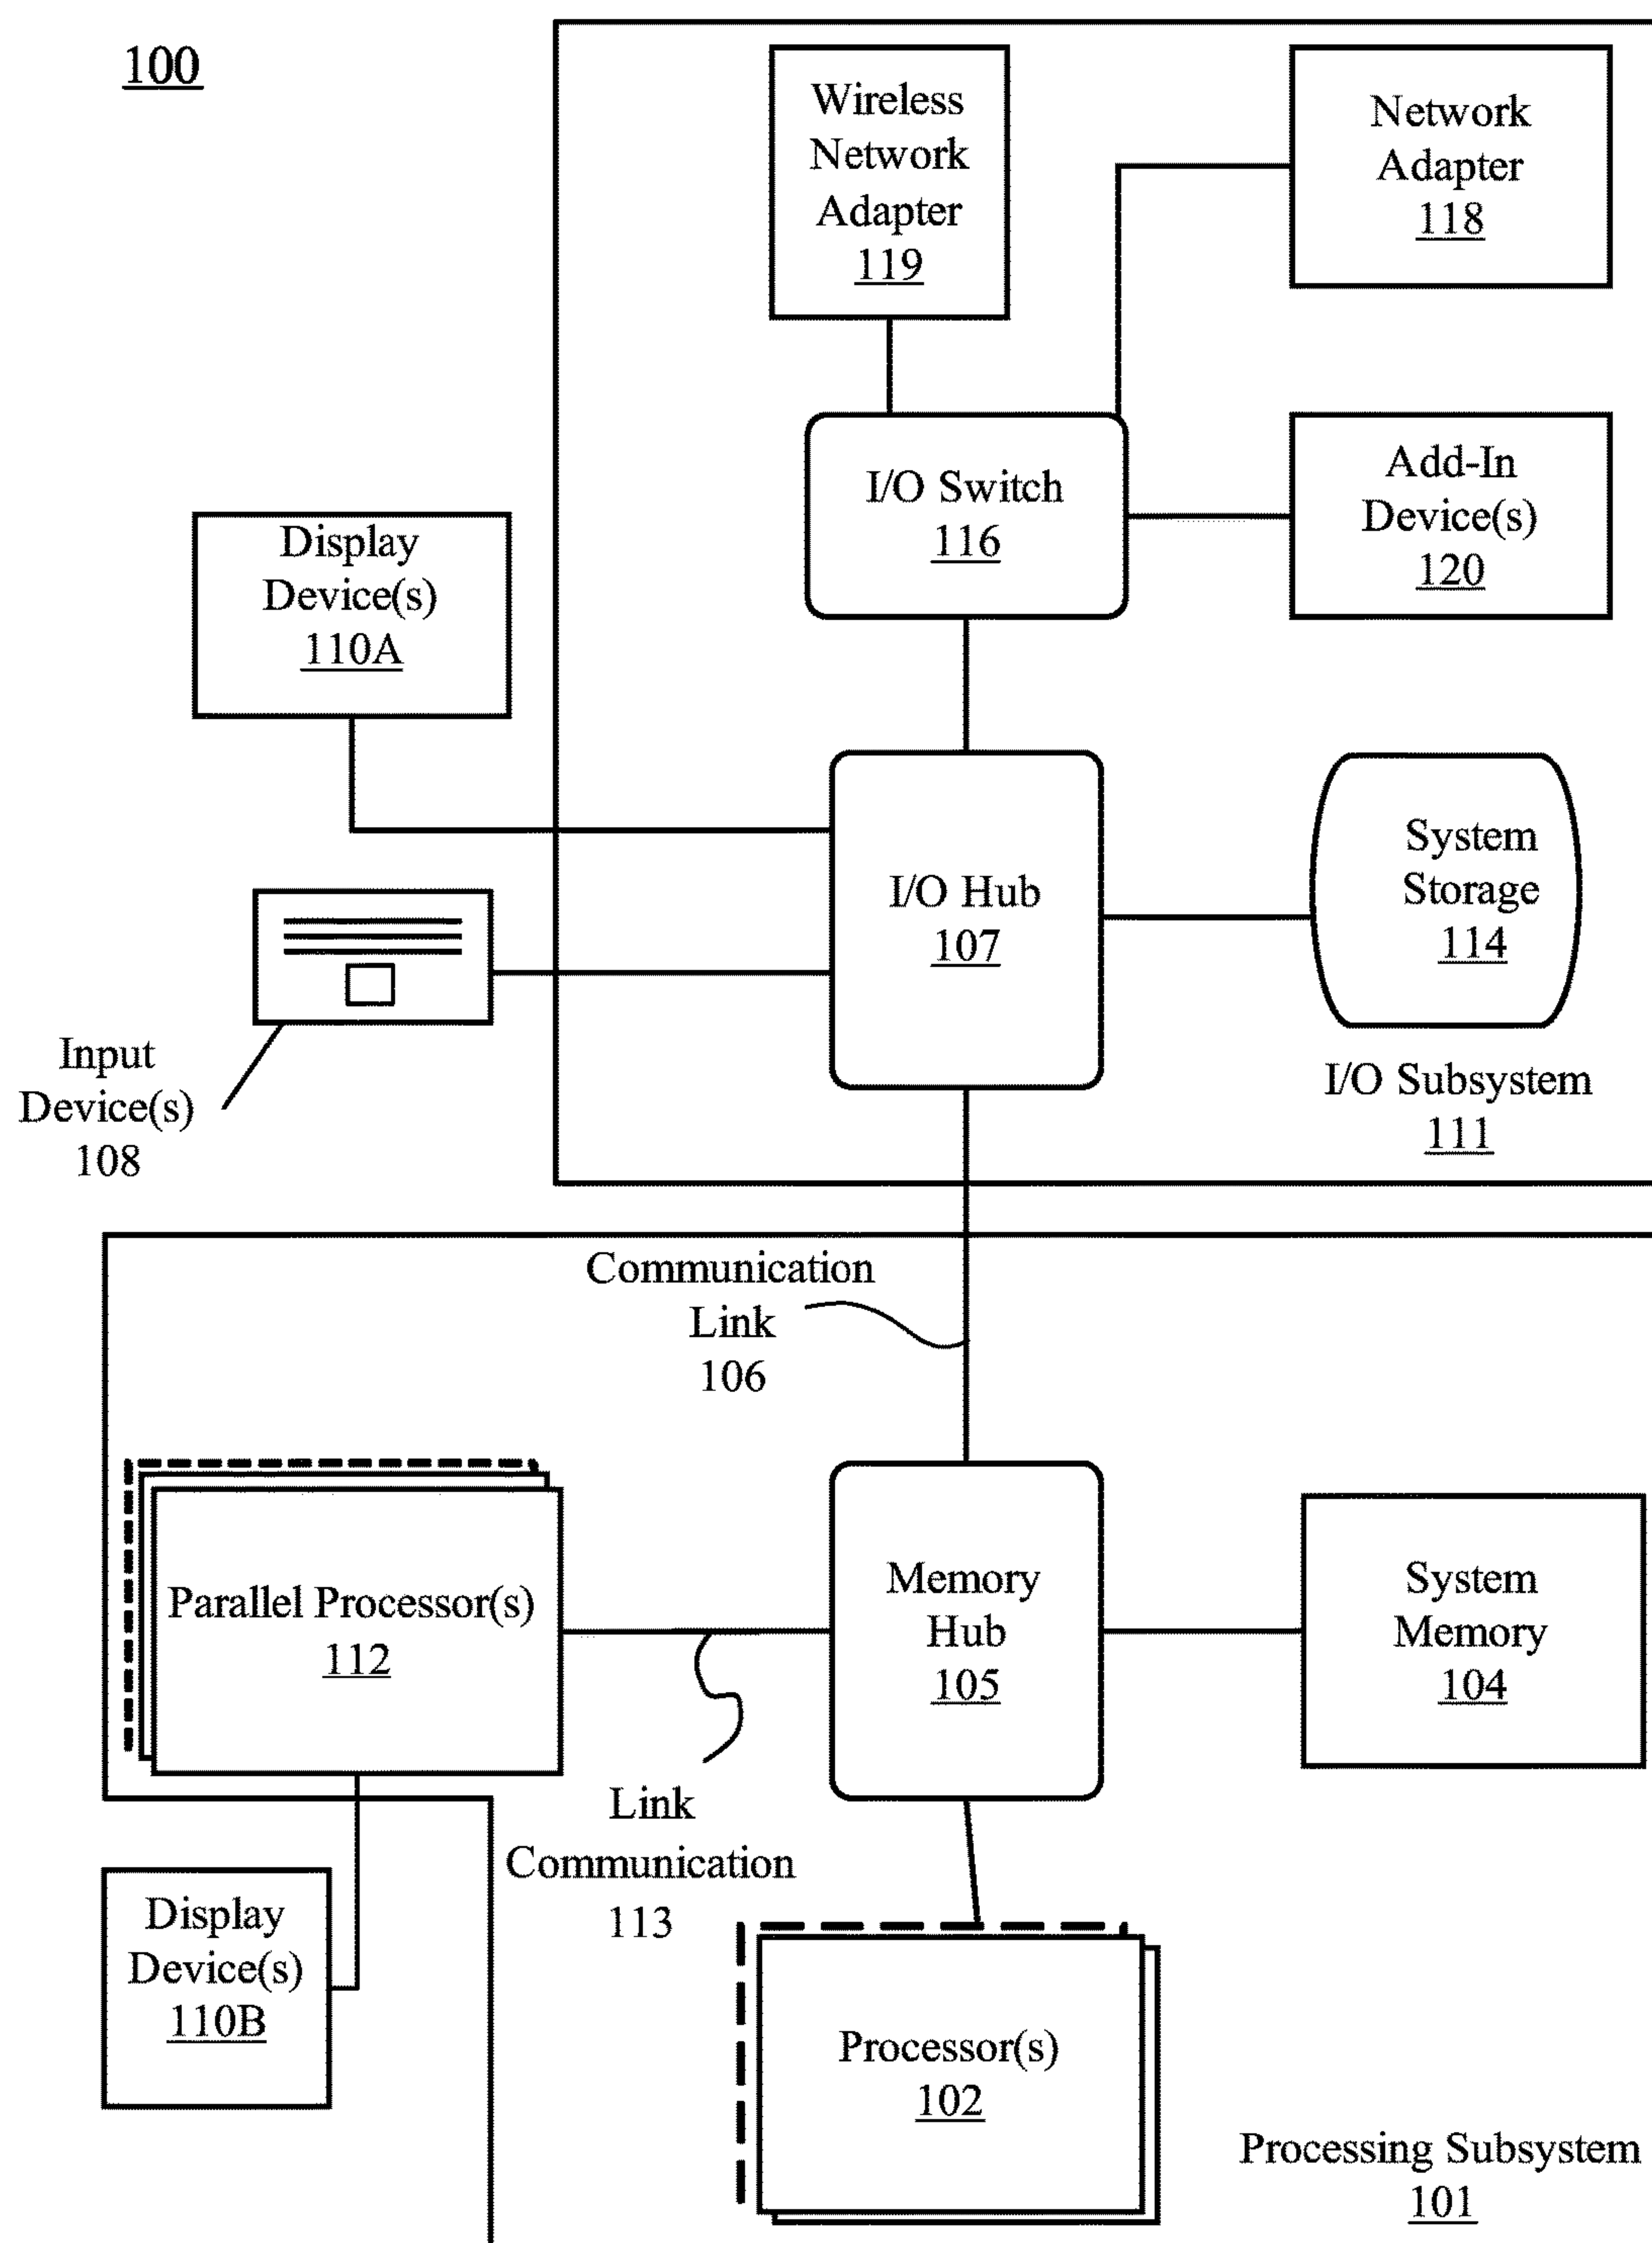 100
Wireless
Network
Adapter
119
Network
Adapter
118
I/O Switch
116
Add-In
Device(s)
120
Display
Device(s)
110A
I/O Hub
107
System
Storage
114
Input
Device(s)
108
I/O Subsystem
111
Communication
Link
106
Parallel Processor(s)
112
Memory
Hub
105
System
Memory
104
Link
Communication
113
Display
Device(s)
110B
Processor(s)
102
Processing Subsystem
101